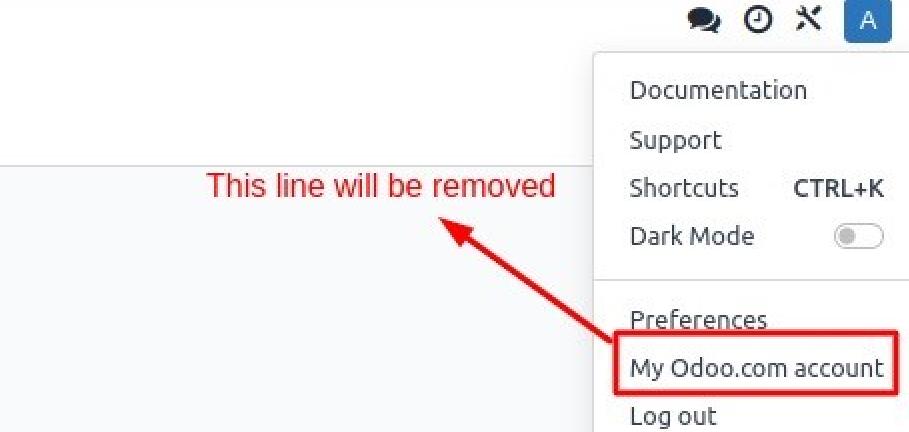 A
Documentation
Support
Shortcuts CTRL+K
Dark Mode
This line will be removed
Preferences
My Odoo.com account
Log out